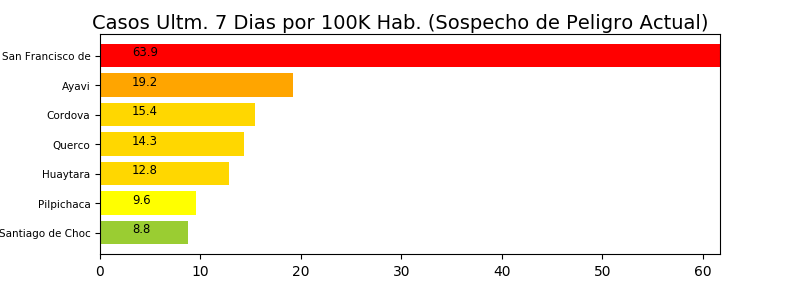 Casos Ultm. 7 Dias por 100K Hab. (Sospecho de Peligro Actual)
San Francisco de 63.9
Ayavi 19.2
Cordova 15.4
Querco 14.3
Huaytara 12.8
Pilpichaca 9.6
Santiago de Choc 8.8
0 10 20 30 40 50 60